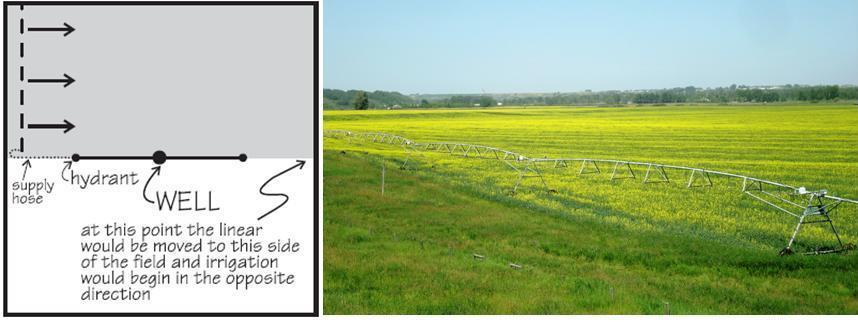 supply
hose
hydrant
WELL
at this point the linear
would be moved to this side
of the field and irrigation
would begin in the opposite
direction